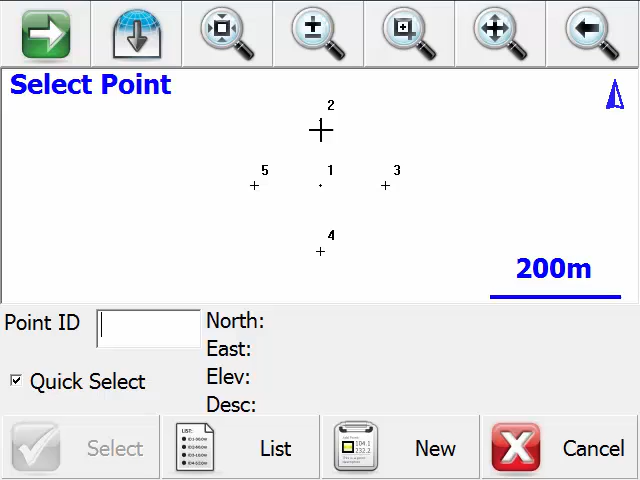 Select Point
2
5
1
3
4
200m
Point ID
North:
East:
Quick Select
Elev:
Desc:
Select
LIST:
List
New
Cancel